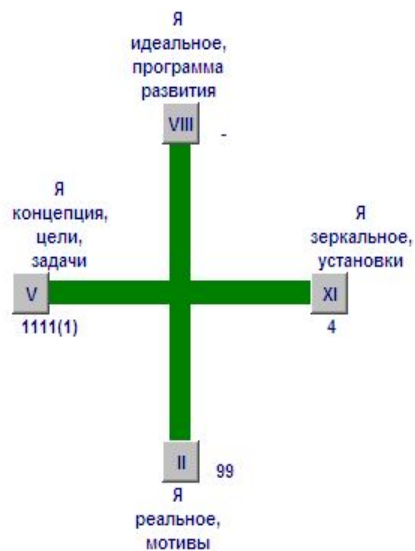 Я
идеальное,
программа
развития
VIII
-
Я
концепция,
цели,
задачи
V
1111(1)
Я
зеркальное,
установки
XI
4
II
99
Я
реальное,
мотивы